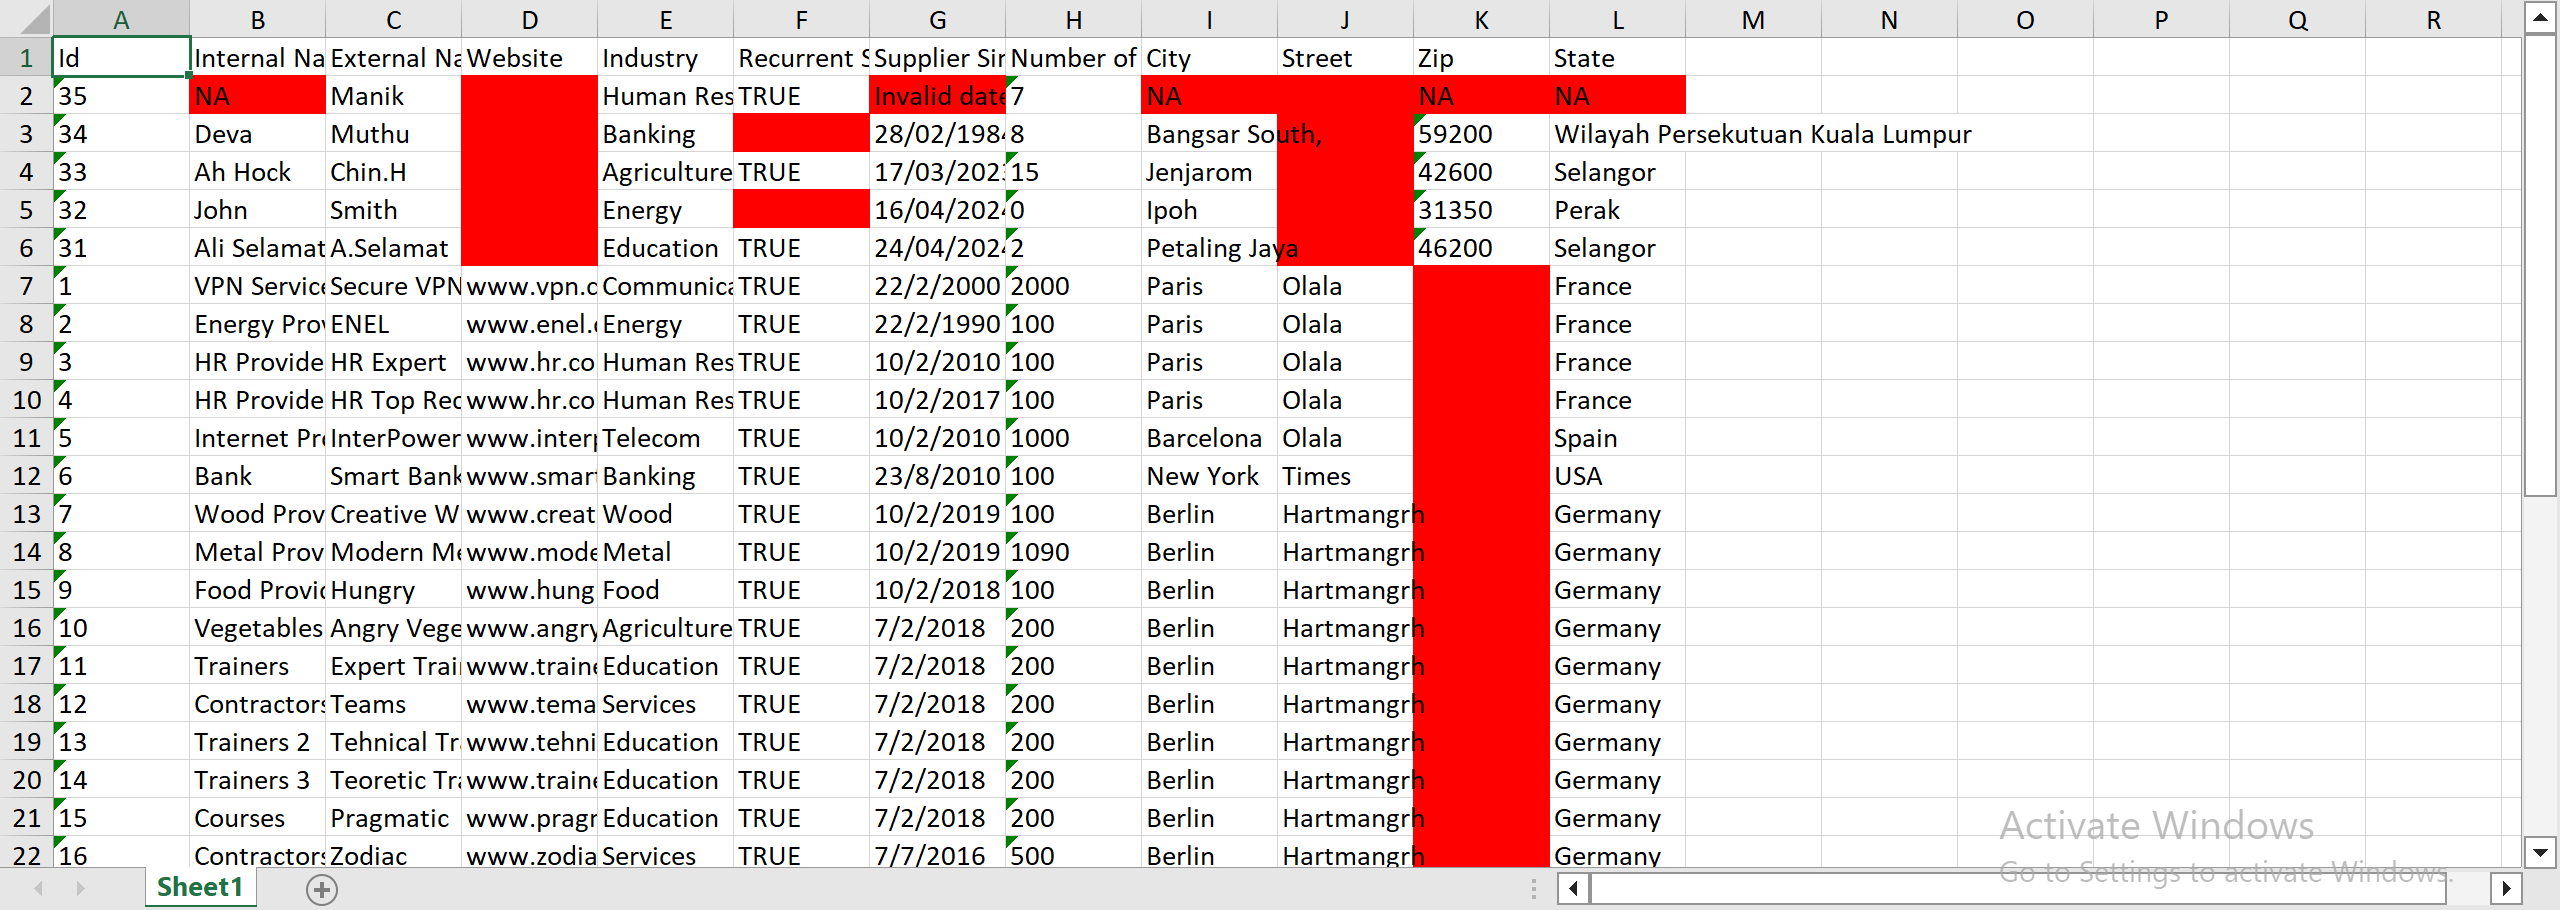 A B C D E F G H I J K L M N O P Q R
1 Id Internal Na External Na Website Industry Recurrent S Supplier Sin Number of City Street Zip State
2 35 NA Manik Human Res TRUE Invalid date 7 NA NA NA
3 34 Deva Muthu Banking 28/02/1984 8 Bangsar South, 59200 Wilayah Persekutuan Kuala Lumpur
4 33 Ah Hock Chin.H Agriculture TRUE 17/03/2023 15 Jenjarom 42600 Selangor
5 32 John Smith Energy 16/04/2024 0 Ipoh 31350 Perak
6 31 Ali Selamat A.Selamat Education TRUE 24/04/2024 2 Petaling Jaya 46200 Selangor
7 1 VPN Service Secure VPN www.vpn.c Communica TRUE 22/2/2000 2000 Paris Olala France
8 2 Energy Prov ENEL www.enel.c Energy TRUE 22/2/1990 100 Paris Olala France
9 3 HR Provide HR Expert www.hr.co Human Res TRUE 10/2/2010 100 Paris Olala France
10 4 HR Provide HR Top Rec www.hr.co Human Res TRUE 10/2/2017 100 Paris Olala France
11 5 Internet Pro InterPower www.interp Telecom TRUE 10/2/2010 1000 Barcelona Olala Spain
12 6 Bank Smart Bank www.smart Banking TRUE 23/8/2010 100 New York Times USA
13 7 Wood Prov Creative W www.creat Wood TRUE 10/2/2019 100 Berlin Hartmangrh Germany
14 8 Metal Prov Modern Me www.mode Metal TRUE 10/2/2019 1090 Berlin Hartmangrh Germany
15 9 Food Provid Hungry www.hung Food TRUE 10/2/2018 100 Berlin Hartmangrh Germany
16 10 Vegetables Angry Vege www.angry Agriculture TRUE 7/2/2018 200 Berlin Hartmangrh Germany
17 11 Trainers Expert Trai www.traine Education TRUE 7/2/2018 200 Berlin Hartmangrh Germany
18 12 Contractors Teams www.tema Services TRUE 7/2/2018 200 Berlin Hartmangrh Germany
19 13 Trainers 2 Tehnical Tra www.tehni Education TRUE 7/2/2018 200 Berlin Hartmangrh Germany
20 14 Trainers 3 Teoretic Tra www.traine Education TRUE 7/2/2018 200 Berlin Hartmangrh Germany
21 15 Courses Pragmatic www.pragr Education TRUE 7/2/2018 200 Berlin Hartmangrh Germany
22 16 Contractors Zodiac www.zodia Services TRUE 7/7/2016 500 Berlin Hartmangrh Germany
Activate Windows
Go to Settings to activate Windows.
Sheet1